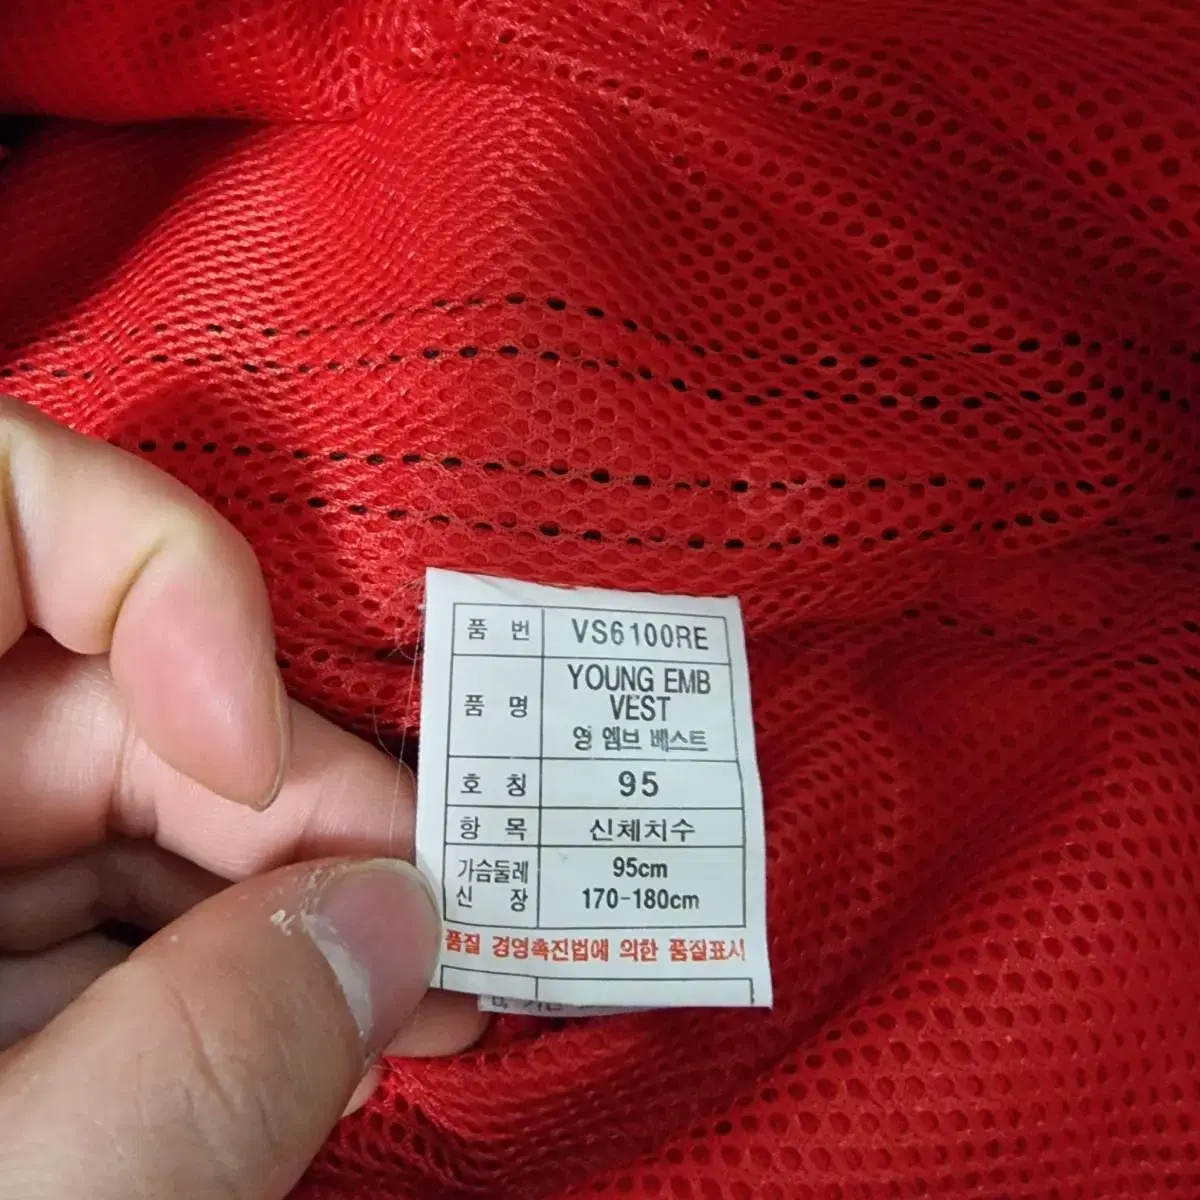 품 번 VS6100RE
품 명 YOUNG EMB
VEST
영 엠브 베스트
호 칭 95
항 목 신체치수
가슴둘레 95cm
신 장 170-180cm
품질 경영촉진법에 의한 품질표시